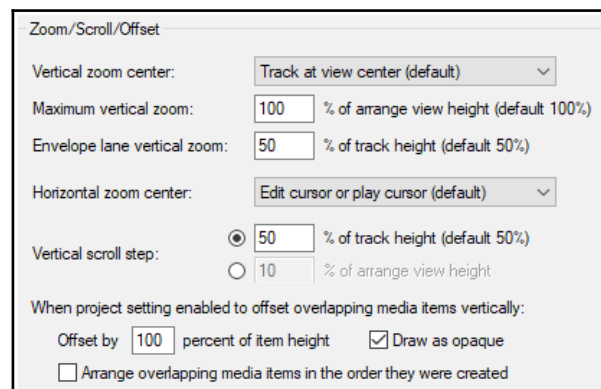 Zoom/Scroll/Offset
Vertical zoom center: Track at view center (default)
Maximum vertical zoom: 100 % of arrange view height (default 100%)
Envelope lane vertical zoom: 50 % of track height (default 50%)
Horizontal zoom center: Edit cursor or play cursor (default)
Vertical scroll step: 50 % of track height (default 50%)
10 % of arrange view height
When project setting enabled to offset overlapping media items vertically:
Offset by 100 percent of item height Draw as opaque
Arrange overlapping media items in the order they were created